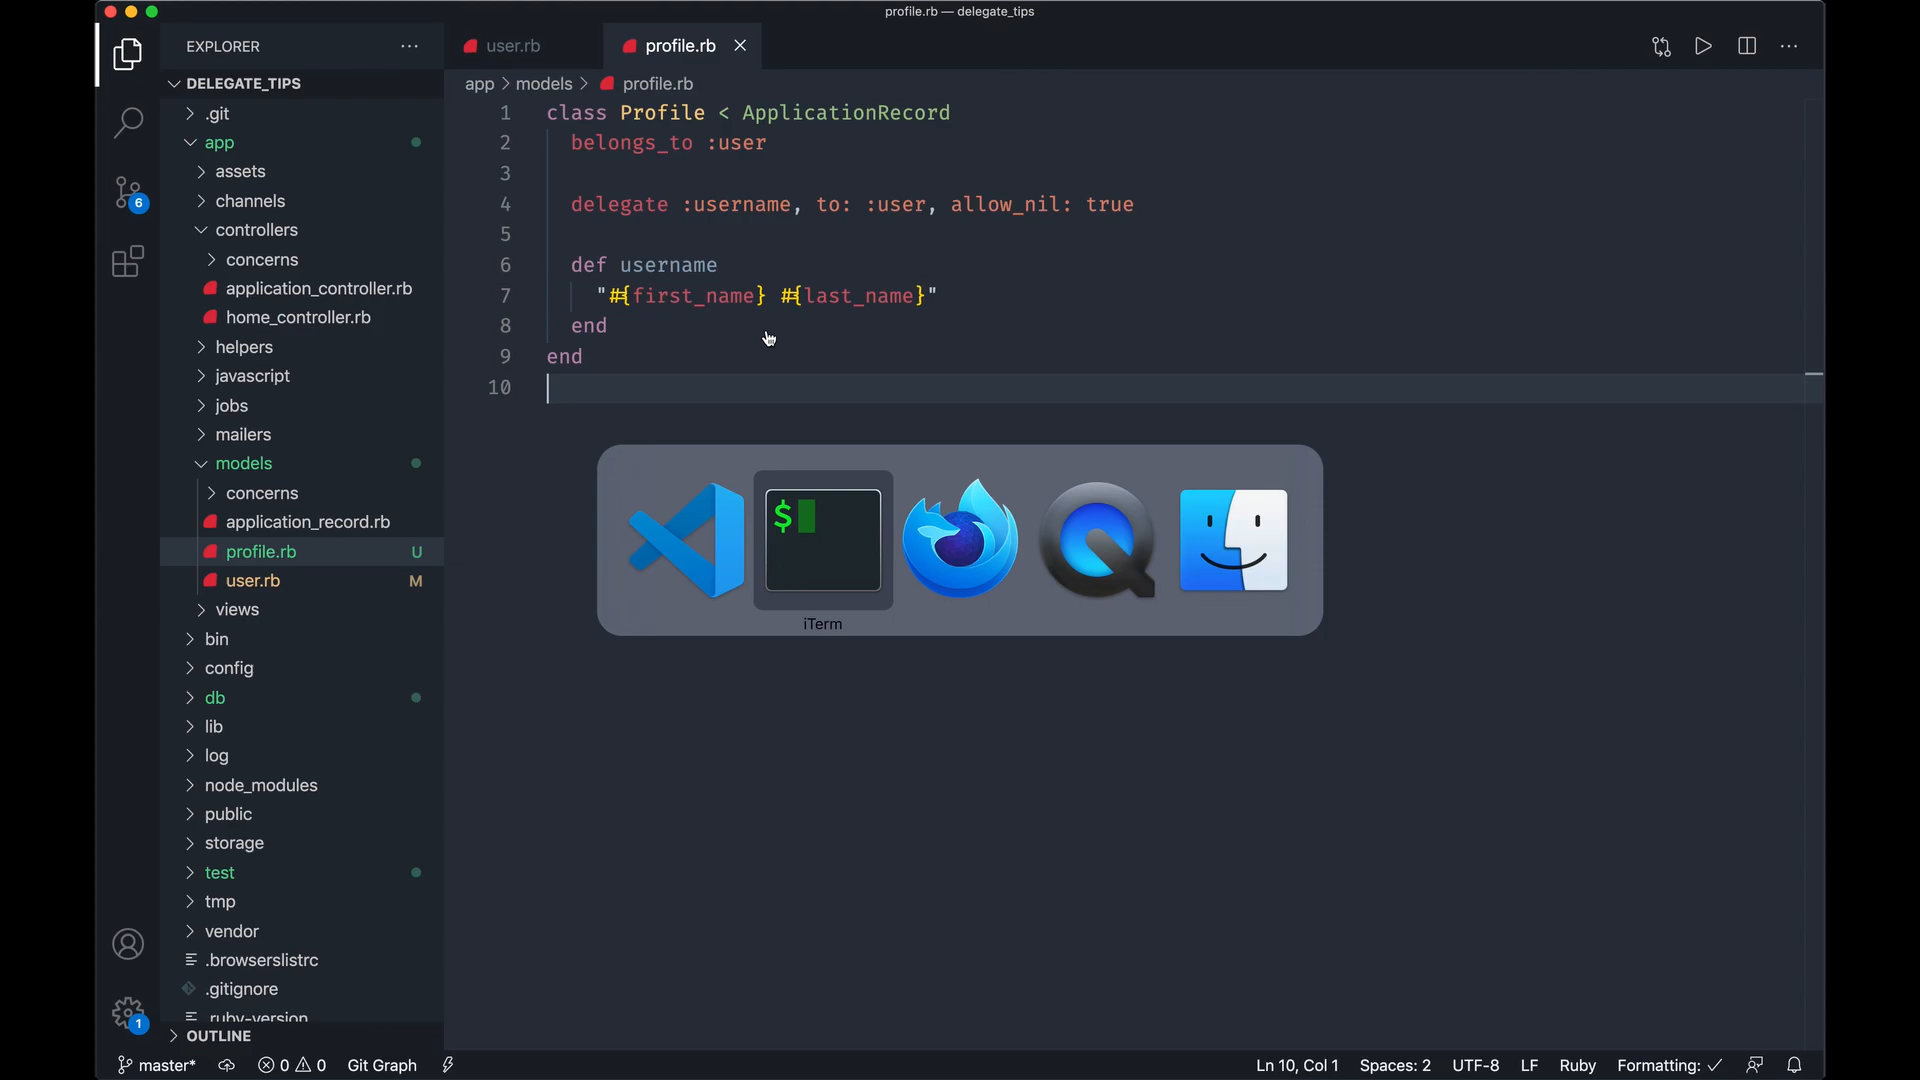 profile.rb — delegate_tips
EXPLORER
user.rb
profile.rb
DELEGATE_TIPS
app > models > profile.rb
.git
app
assets
channels
controllers
concerns
application_controller.rb
home_controller.rb
helpers
javascript
jobs
mailers
models
concerns
application_record.rb
profile.rb U
user.rb M
views
bin
config
db
lib
log
node_modules
public
storage
test
tmp
vendor
.browserslistrc
.gitignore
.ruby-version
OUTLINE
6
1
1 class Profile < ApplicationRecord
2 belongs_to :user
3
4 delegate :username, to: :user, allow_nil: true
5
6 def username
7 "#{first_name} #{last_name}"
8 end
9 end
10
$
iTerm
master* 0 0 Git Graph Ln 10, Col 1 Spaces: 2 UTF-8 LF Ruby Formatting: ✓